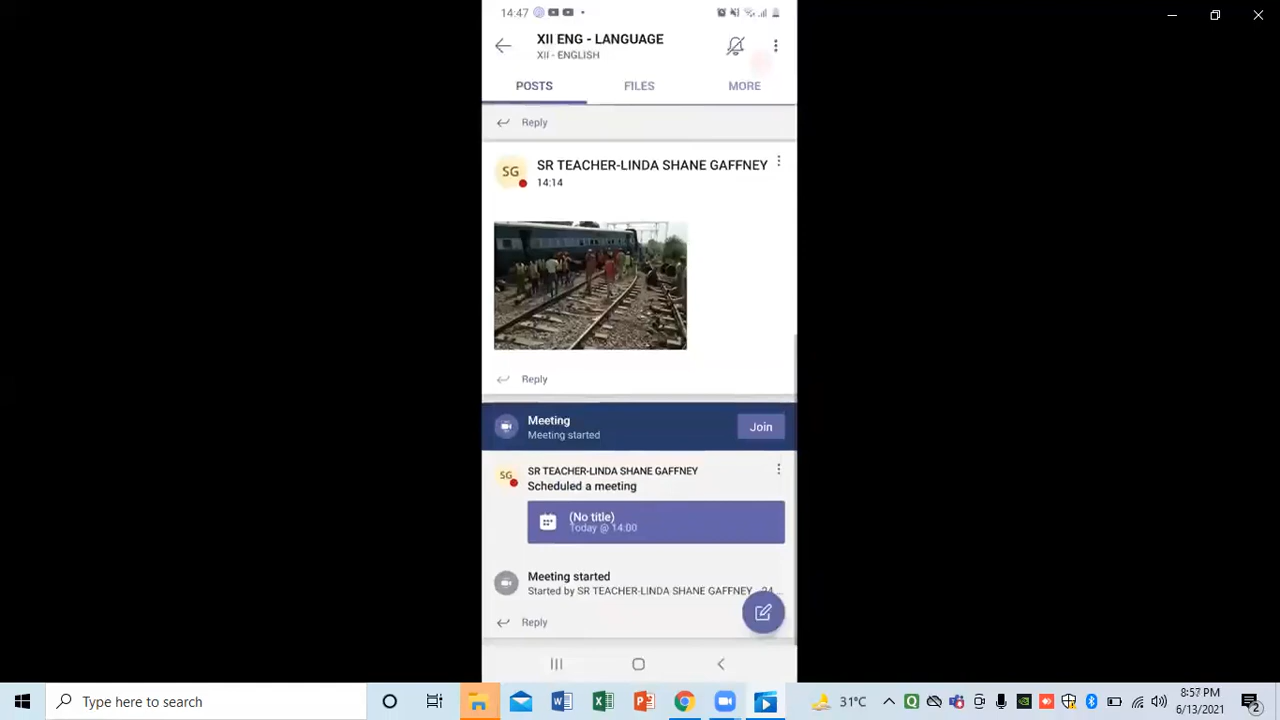 14:47
XII ENG - LANGUAGE
XII - ENGLISH
POSTS FILES MORE
Reply
SG SR TEACHER-LINDA SHANE GAFFNEY
14:14
Reply
Meeting
Meeting started
Join
SG SR TEACHER-LINDA SHANE GAFFNEY
Scheduled a meeting
(No title)
Today @ 14:00
Meeting started
Started by SR TEACHER-LINDA SHANE GAFFNEY
Reply
Type here to search
31°C
8:57 PM
6/13/2021
2